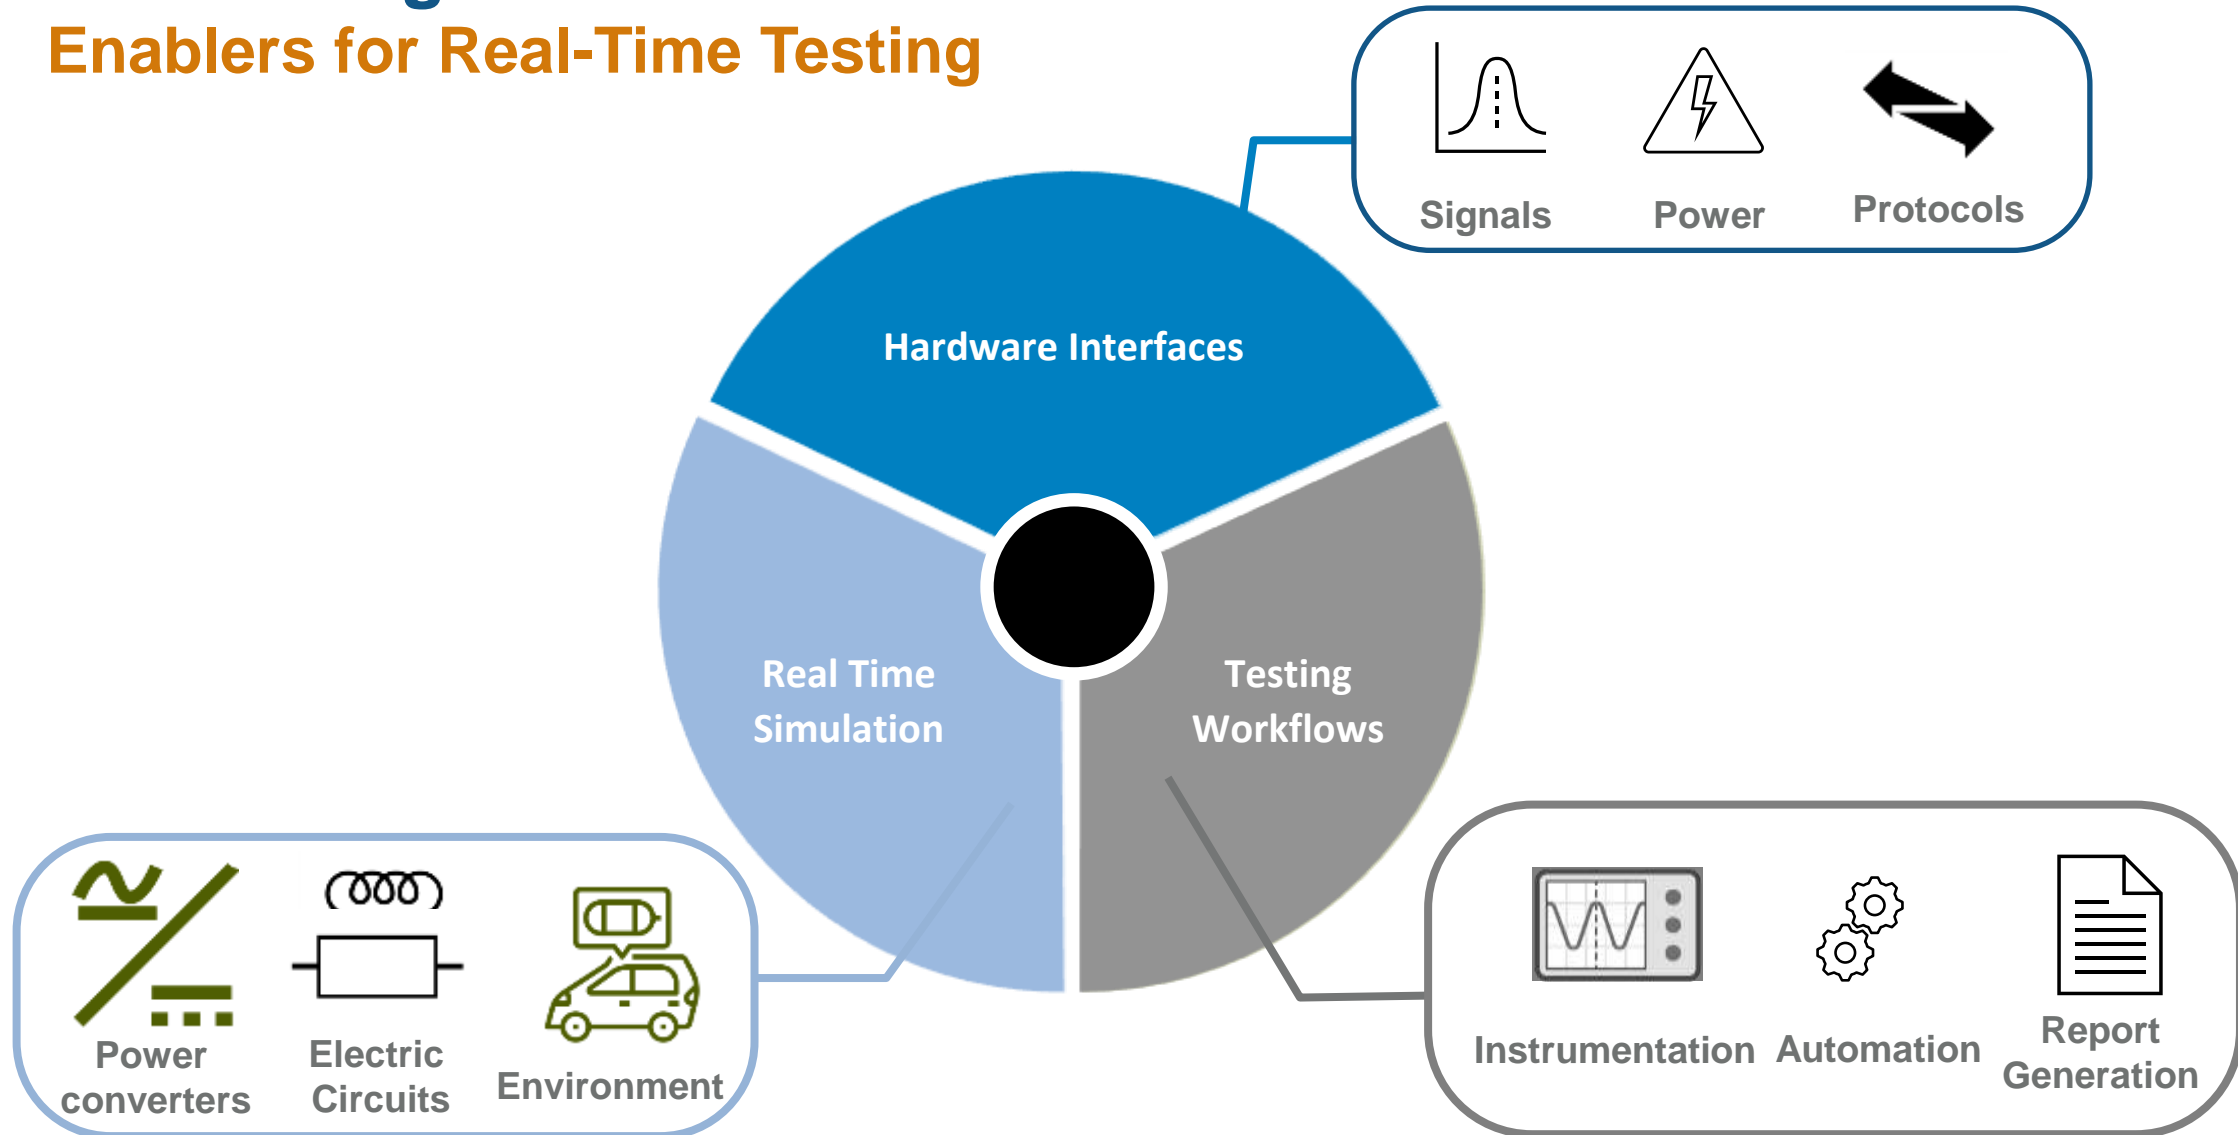 Enablers for Real-Time Testing
Signals
Power
Protocols
Hardware Interfaces
Real Time
Simulation
Testing
Workflows
Power
converters
Electric
Circuits
Environment
Instrumentation
Automation
Report
Generation